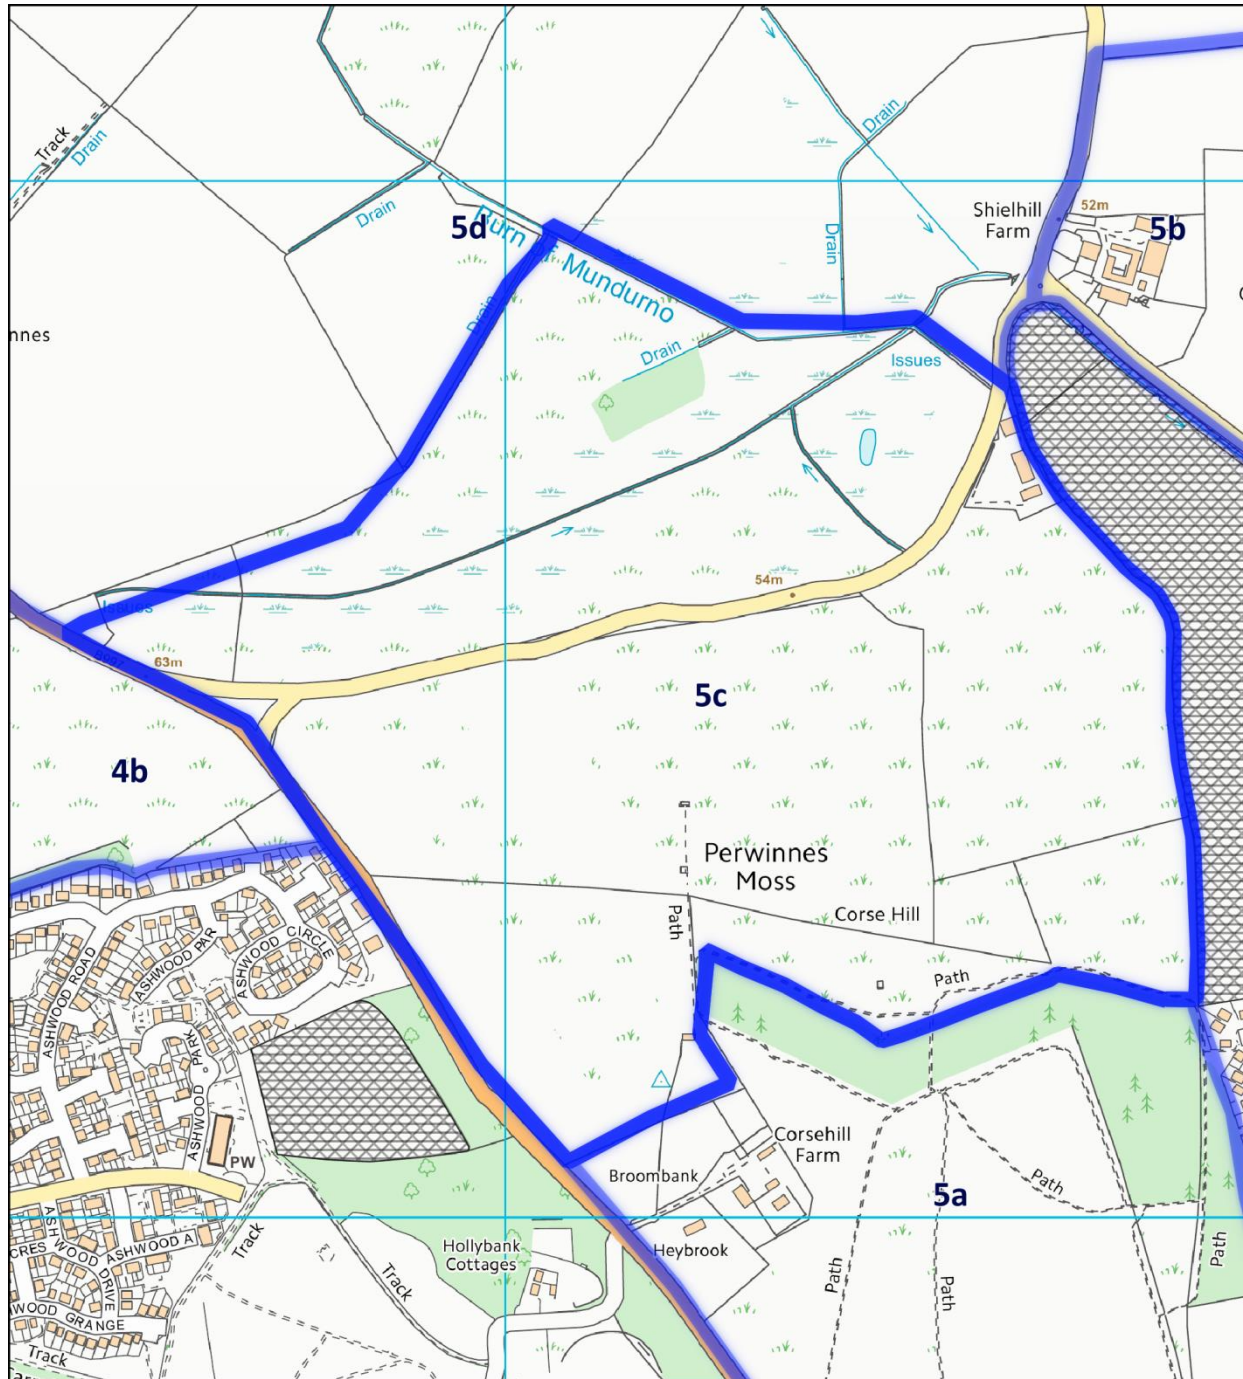 Track
Drain
Drain
Drain
Drain
52m
Shielhill
Farm
5b
5d
Burn of Mundurno
Drain
Drain
nnes
Drain
Issues
Issues
54m
B997
63m
5c
4b
Perwinnes
Moss
Corse Hill
Path
Path
ASHWOOD CIRCLE
ASHWOOD PAR
ASHWOOD ROAD
ASHWOOD PARK
PW
Corsehill
Farm
Broombank
5a
Path
Heybrook
Hollybank
Cottages
ASHWOOD A
CRES
ASHWOOD DRIVE
WOOD GRANGE
Track
Track
Track
Path
Path
Path